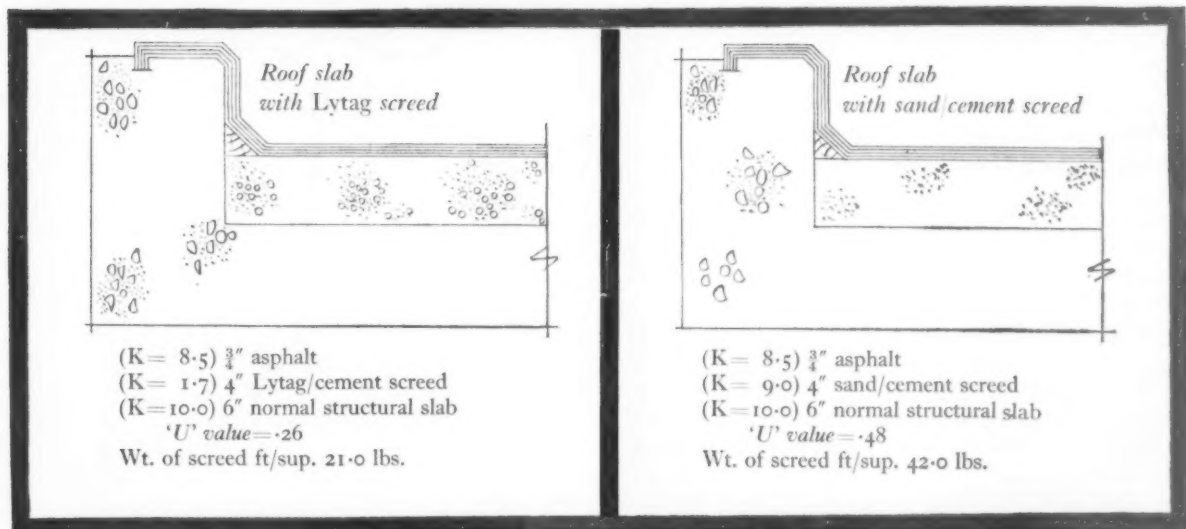 Roof slab
with Lytag screed
(K= 8·5) ¾″ asphalt
(K= 1·7) 4″ Lytag/cement screed
(K=10·0) 6″ normal structural slab
'U' value=·26
Wt. of screed ft/sup. 21·0 lbs.
Roof slab
with sand/cement screed
(K= 8·5) ¾″ asphalt
(K= 9·0) 4″ sand/cement screed
(K=10·0) 6″ normal structural slab
'U' value=·48
Wt. of screed ft/sup. 42·0 lbs.